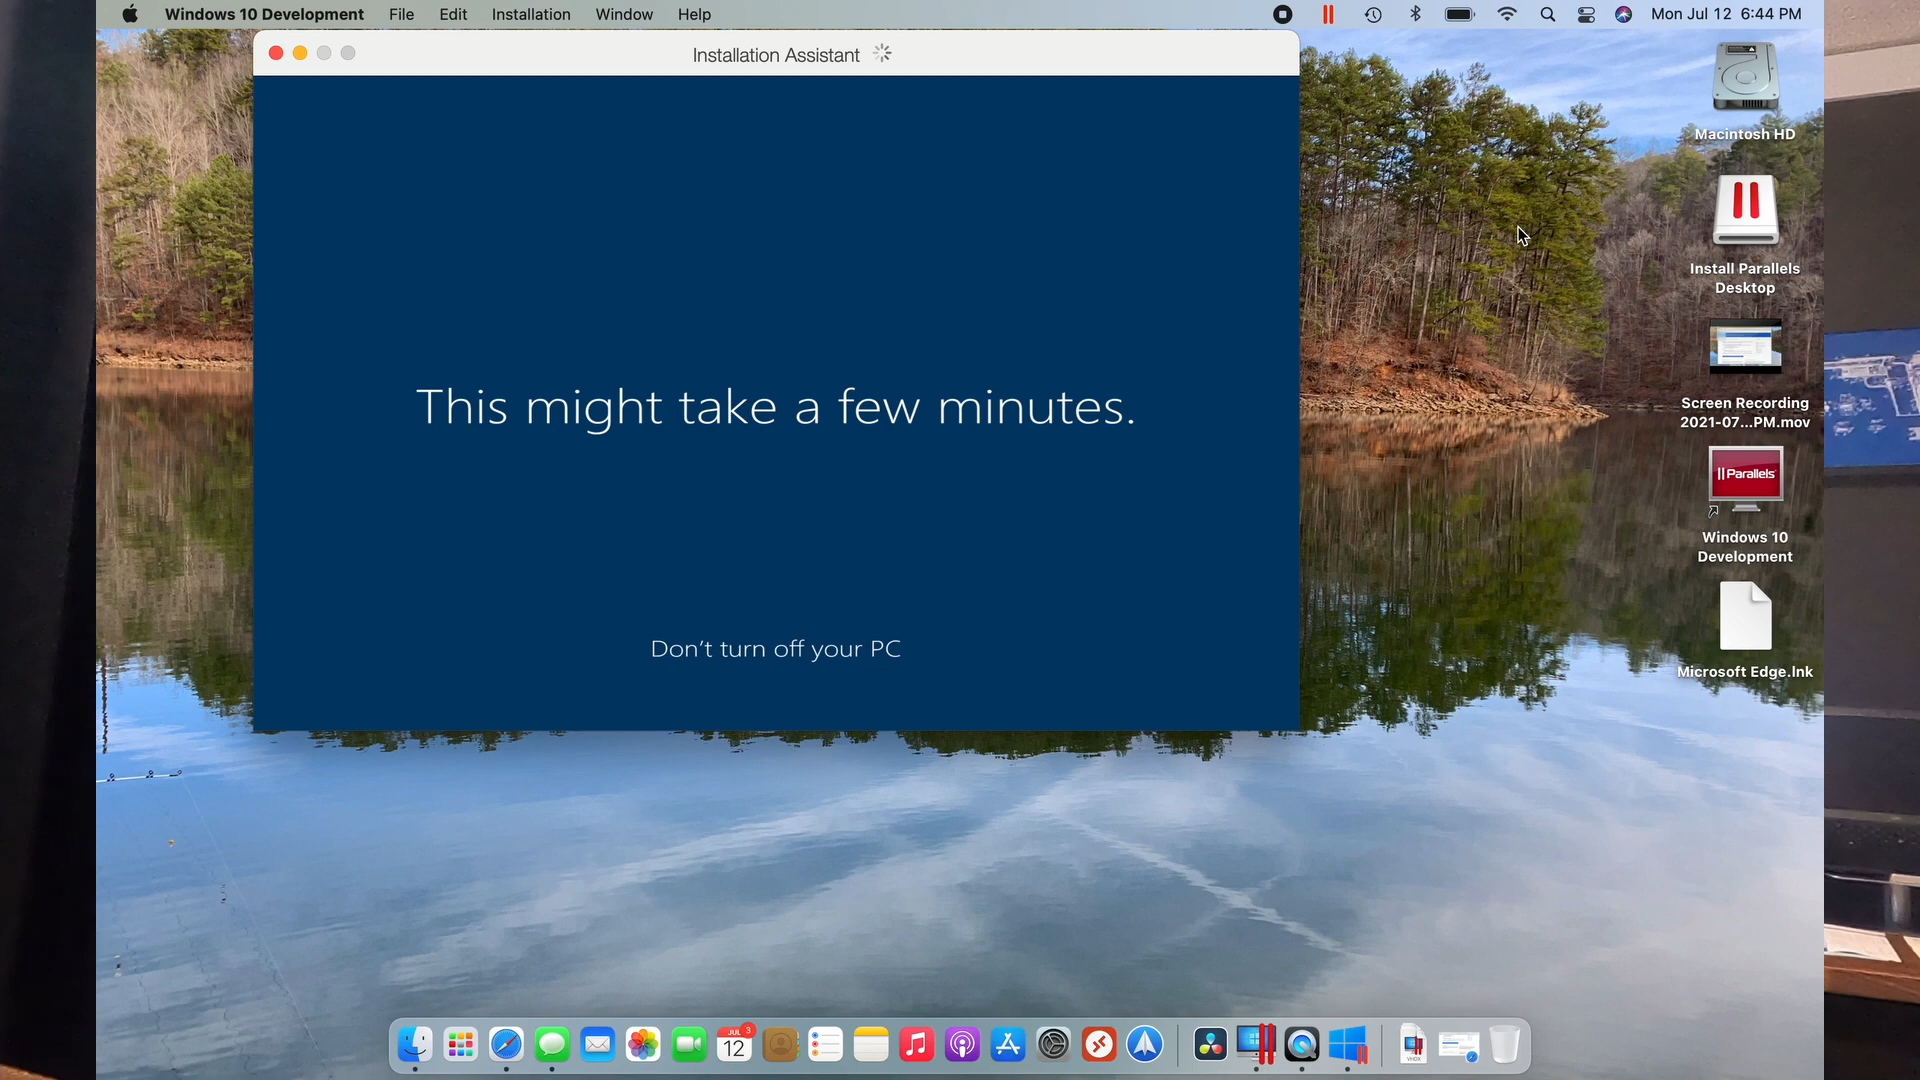 Windows 10 Development File Edit Installation Window Help Mon Jul 12 6:44 PM
Installation Assistant
This might take a few minutes.
Don't turn off your PC
Macintosh HD
Install Parallels
Desktop
Screen Recording
2021-07...PM.mov
Parallels
Windows 10
Development
Microsoft Edge.lnk
JUL
3
12
VHDX